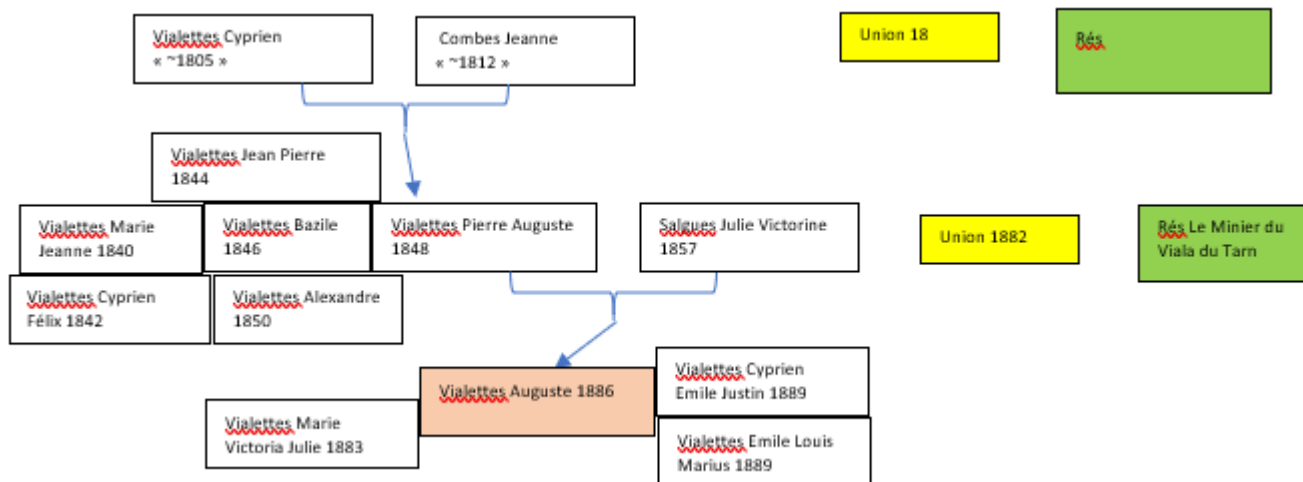 Vialettes Cyprien
« ~1805 »
Combes Jeanne
« ~1812 »
Union 18
Rés
Vialettes Jean Pierre
1844
Vialettes Marie
Jeanne 1840
Vialettes Bazile
1846
Vialettes Pierre Auguste
1848
Salgues Julie Victorine
1857
Union 1882
Rés Le Minier du
Viala du Tarn
Vialettes Cyprien
Félix 1842
Vialettes Alexandre
1850
Vialettes Auguste 1886
Vialettes Cyprien
Emile Justin 1889
Vialettes Marie
Victoria Julie 1883
Vialettes Emile Louis
Marius 1889